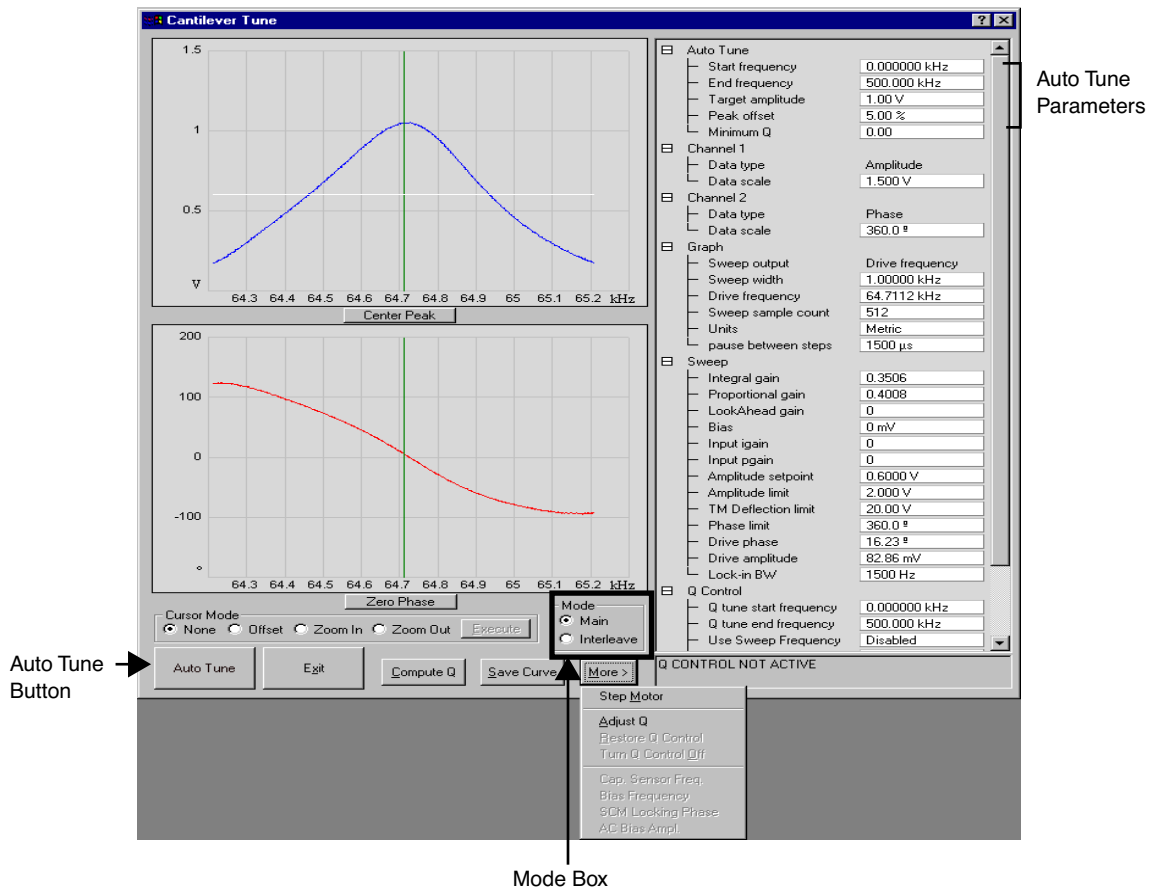 Cantilever Tune
1.5
1
0.5
V
64.3 64.4 64.5 64.6 64.7 64.8 64.9 65 65.1 65.2 kHz
Center Peak
200
100
0
-100
°
64.3 64.4 64.5 64.6 64.7 64.8 64.9 65 65.1 65.2 kHz
Zero Phase
Cursor Mode
None Offset Zoom In Zoom Out Execute
Mode
Main
Interleave
Auto Tune Exit Compute Q Save Curve More >
Step Motor
Adjust Q
Restore Q Control
Turn Q Control Off
Cap. Sensor Freq.
Bias Frequency
SCM Locking Phase
AC Bias Ampl.
Auto Tune
Start frequency 0.000000 kHz
End frequency 500.000 kHz
Target amplitude 1.00 V
Peak offset 5.00 %
Minimum Q 0.00
Channel 1
Data type Amplitude
Data scale 1.500 V
Channel 2
Data type Phase
Data scale 360.0 º
Graph
Sweep output Drive frequency
Sweep width 1.00000 kHz
Drive frequency 64.7112 kHz
Sweep sample count 512
Units Metric
pause between steps 1500 µs
Sweep
Integral gain 0.3506
Proportional gain 0.4008
LookAhead gain 0
Bias 0 mV
Input igain 0
Input pgain 0
Amplitude setpoint 0.6000 V
Amplitude limit 2.000 V
TM Deflection limit 20.00 V
Phase limit 360.0 º
Drive phase 16.23 º
Drive amplitude 82.86 mV
Lock-in BW 1500 Hz
Q Control
Q tune start frequency 0.000000 kHz
Q tune end frequency 500.000 kHz
Use Sweep Frequency Disabled
Q CONTROL NOT ACTIVE
Auto Tune
Parameters
Auto Tune
Button
Mode Box